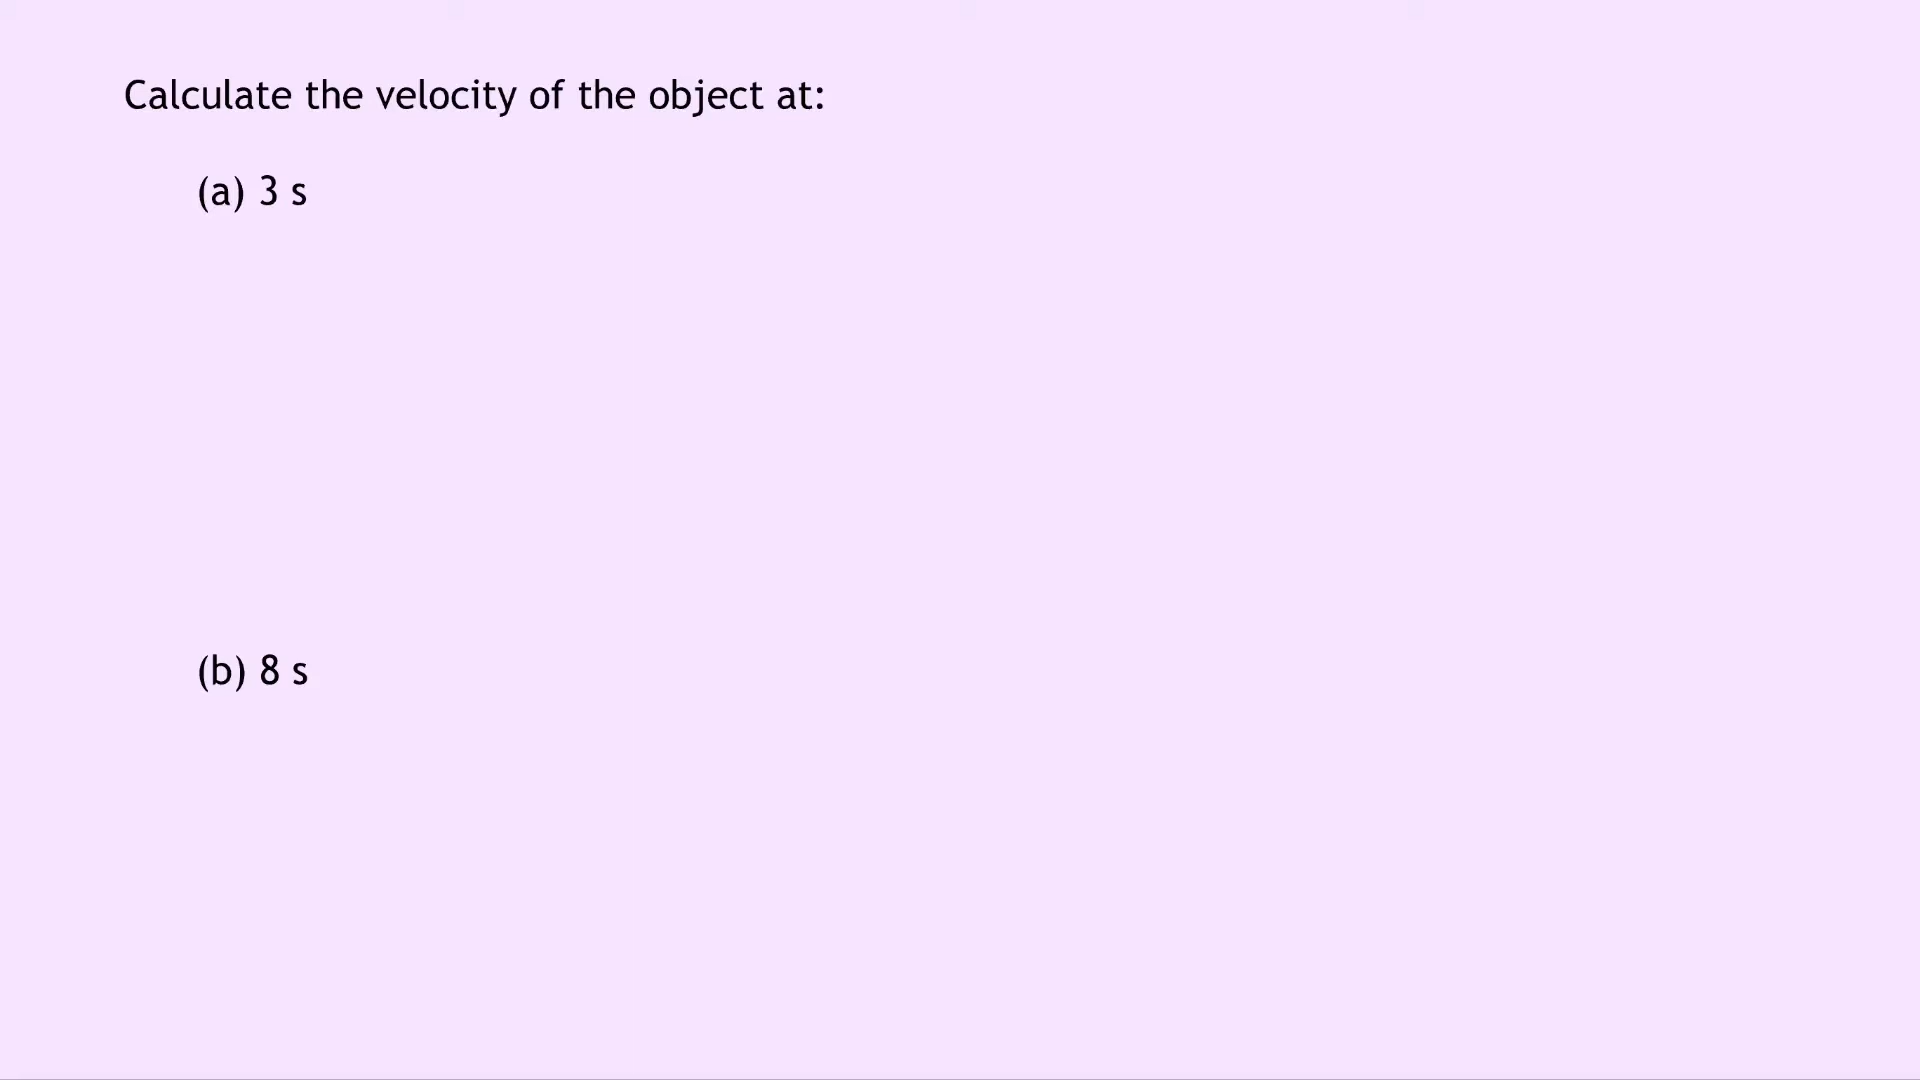 Calculate the velocity of the object at:
(a) 3 s
(b) 8 s